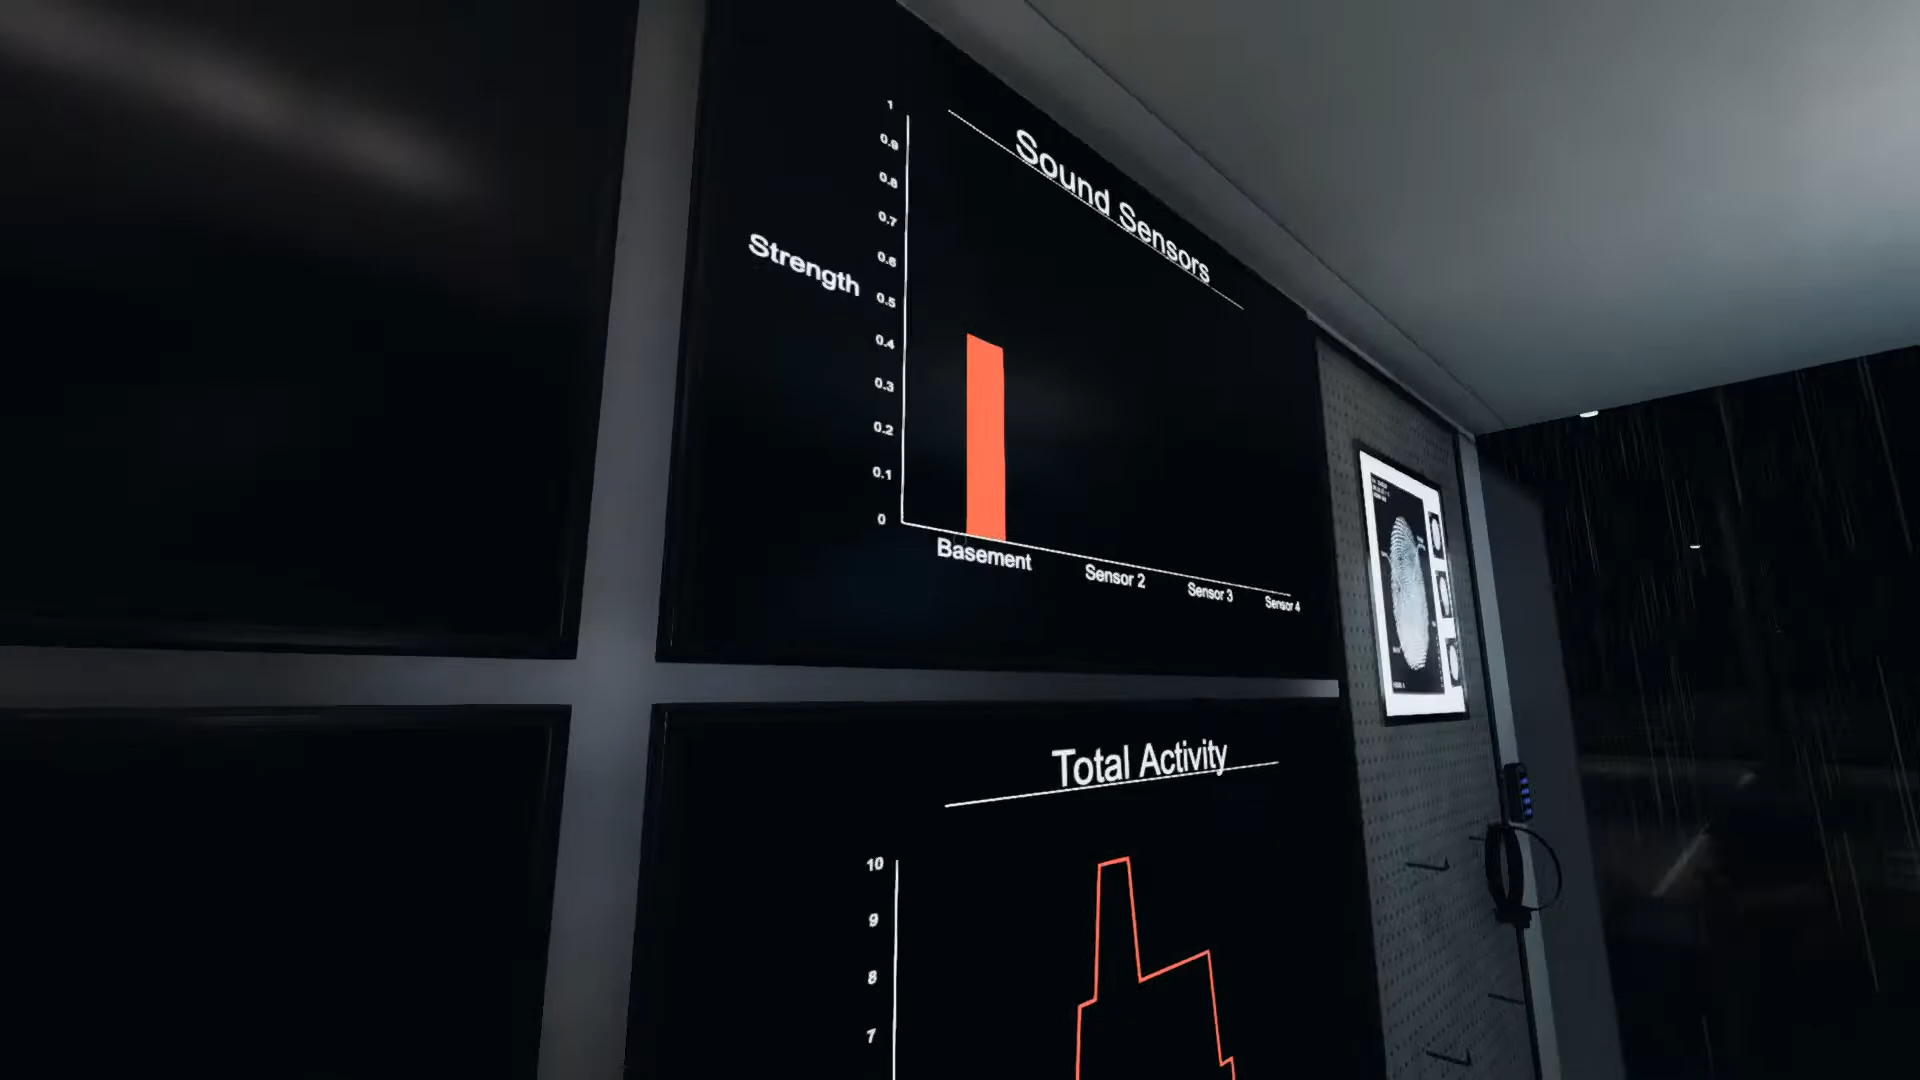 Sound Sensors
Strength
1
0.9
0.8
0.7
0.6
0.5
0.4
0.3
0.2
0.1
0
Basement
Sensor 2
Sensor 3
Sensor 4
Total Activity
10
9
8
7